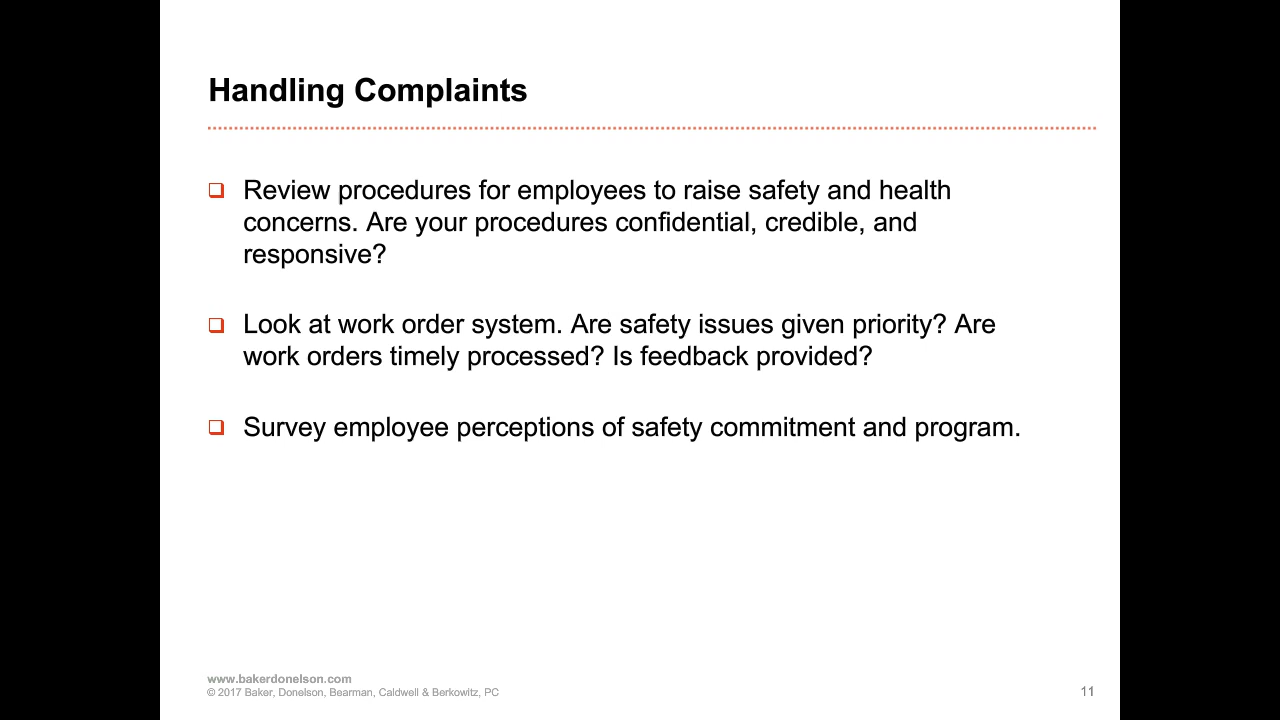 Handling Complaints
Review procedures for employees to raise safety and health
concerns. Are your procedures confidential, credible, and
responsive?
Look at work order system. Are safety issues given priority? Are
work orders timely processed? Is feedback provided?
Survey employee perceptions of safety commitment and program.
www.bakerdonelson.com
© 2017 Baker, Donelson, Bearman, Caldwell & Berkowitz, PC
11